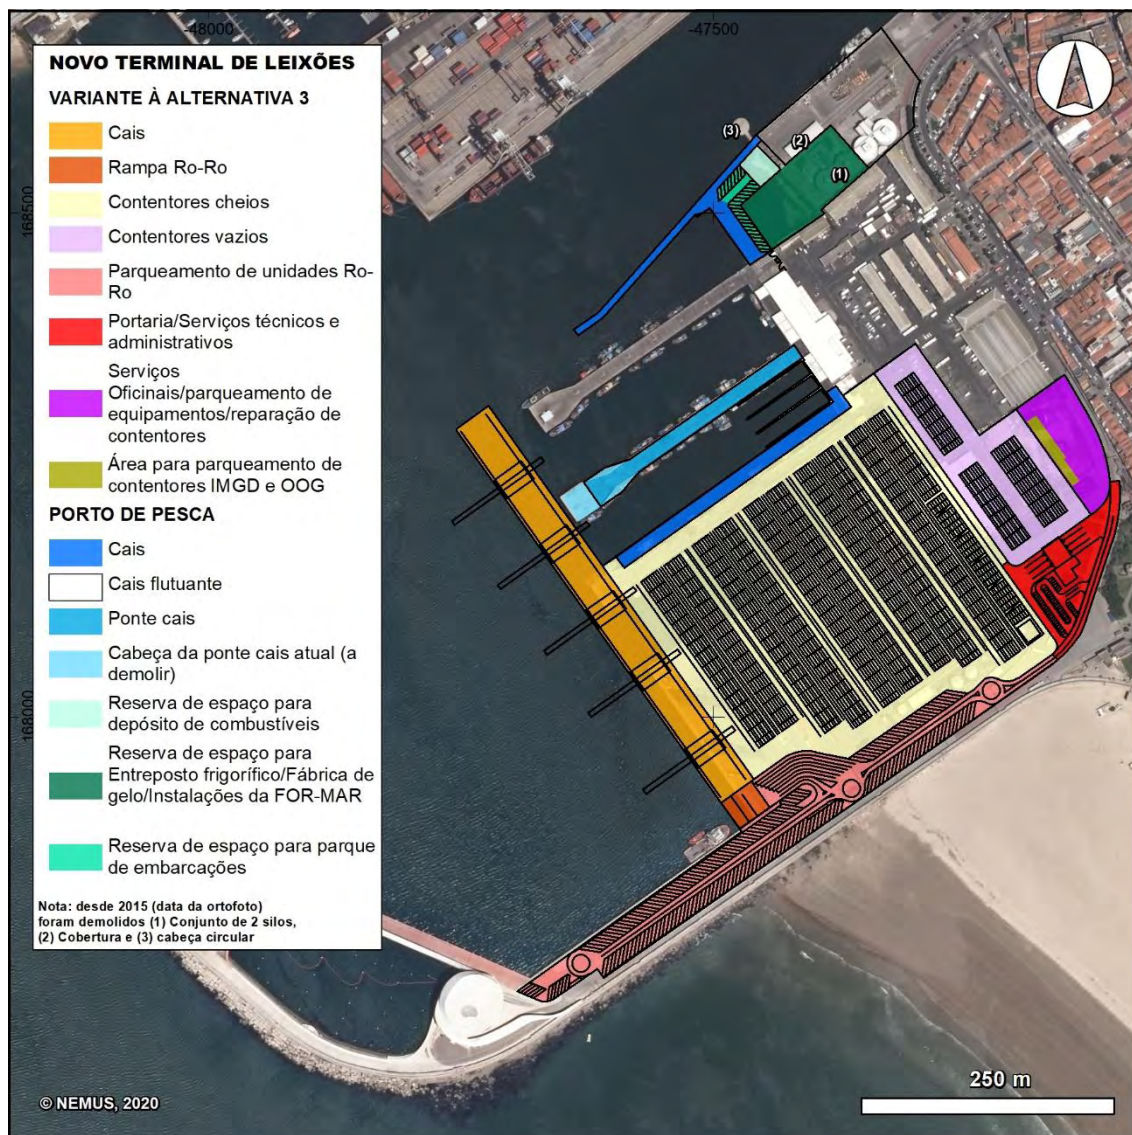 -48000
-47500
NOVO TERMINAL DE LEIXÕES
VARIANTE À ALTERNATIVA 3
Cais
Rampa Ro-Ro
Contentores cheios
Contentores vazios
Parqueamento de unidades Ro-
Ro
Portaria/Serviços técnicos e
administrativos
Serviços
Oficinais/parqueamento de
equipamentos/reparação de
contentores
Área para parqueamento de
contentores IMGD e OOG
PORTO DE PESCA
Cais
Cais flutuante
Ponte cais
Cabeça da ponte cais atual (a
demolir)
Reserva de espaço para
depósito de combustíveis
Reserva de espaço para
Entreposto frigorífico/Fábrica de
gelo/Instalações da FOR-MAR
Reserva de espaço para parque
de embarcações
Nota: desde 2015 (data da ortofoto)
foram demolidos (1) Conjunto de 2 silos,
(2) Cobertura e (3) cabeça circular
168500
168000
(3)
(2)
(1)
250 m
© NEMUS, 2020